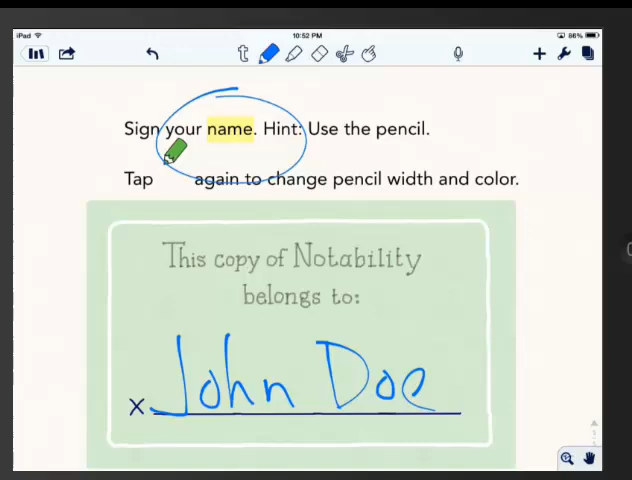 iPad 10:52 PM 86%
t
Sign your name. Hint: Use the pencil.
Tap again to change pencil width and color.
This copy of Notability
belongs to:
x John Doe